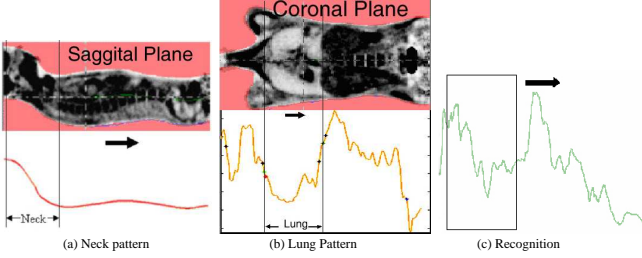 Saggital Plane
Coronal Plane
Neck
Lung
(a) Neck pattern
(b) Lung Pattern
(c) Recognition